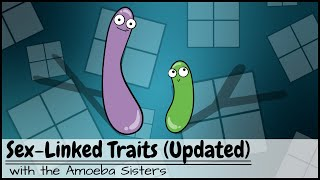 Sex-Linked Traits (Updated)
with the Amoeba Sisters